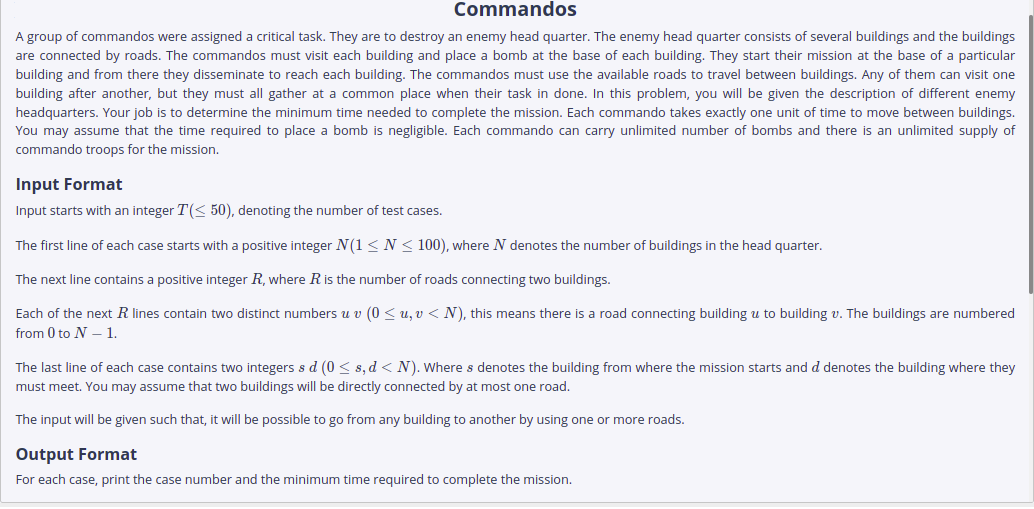 Commandos
A group of commandos were assigned a critical task. They are to destroy an enemy head quarter. The enemy head quarter consists of several buildings and the buildings
are connected by roads. The commandos must visit each building and place a bomb at the base of each building. They start their mission at the base of a particular
building and from there they disseminate to reach each building. The commandos must use the available roads to travel between buildings. Any of them can visit one
building after another, but they must all gather at a common place when their task in done. In this problem, you will be given the description of different enemy
headquarters. Your job is to determine the minimum time needed to complete the mission. Each commando takes exactly one unit of time to move between buildings.
You may assume that the time required to place a bomb is negligible. Each commando can carry unlimited number of bombs and there is an unlimited supply of
commando troops for the mission.
Input Format
Input starts with an integer T(≤ 50), denoting the number of test cases.
The first line of each case starts with a positive integer N(1 ≤ N ≤ 100), where N denotes the number of buildings in the head quarter.
The next line contains a positive integer R, where R is the number of roads connecting two buildings.
Each of the next R lines contain two distinct numbers u v (0 ≤ u, v < N), this means there is a road connecting building u to building v. The buildings are numbered
from 0 to N − 1.
The last line of each case contains two integers s d (0 ≤ s, d < N). Where s denotes the building from where the mission starts and d denotes the building where they
must meet. You may assume that two buildings will be directly connected by at most one road.
The input will be given such that, it will be possible to go from any building to another by using one or more roads.
Output Format
For each case, print the case number and the minimum time required to complete the mission.